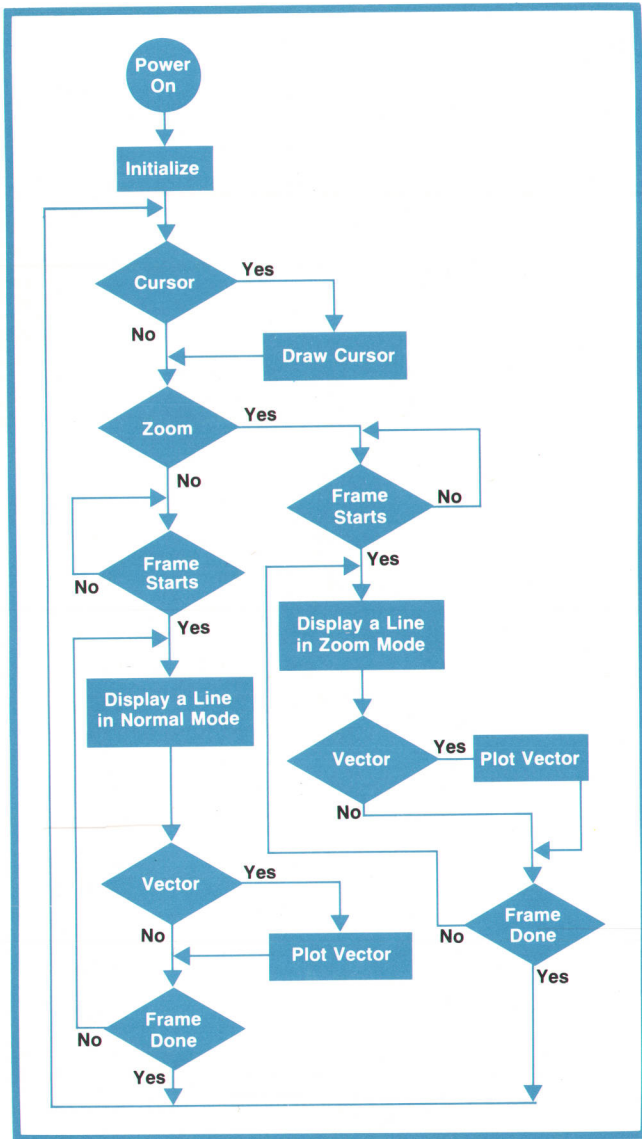 Power
On
Initialize
Cursor
Yes
No
Draw Cursor
Zoom
Yes
No
Frame
Starts
No
Yes
Frame
Starts
No
Yes
Display a Line
in Zoom Mode
Display a Line
in Normal Mode
Vector
Yes
Plot Vector
No
Vector
Yes
No
Plot Vector
Frame
Done
No
Yes
Frame
Done
No
Yes